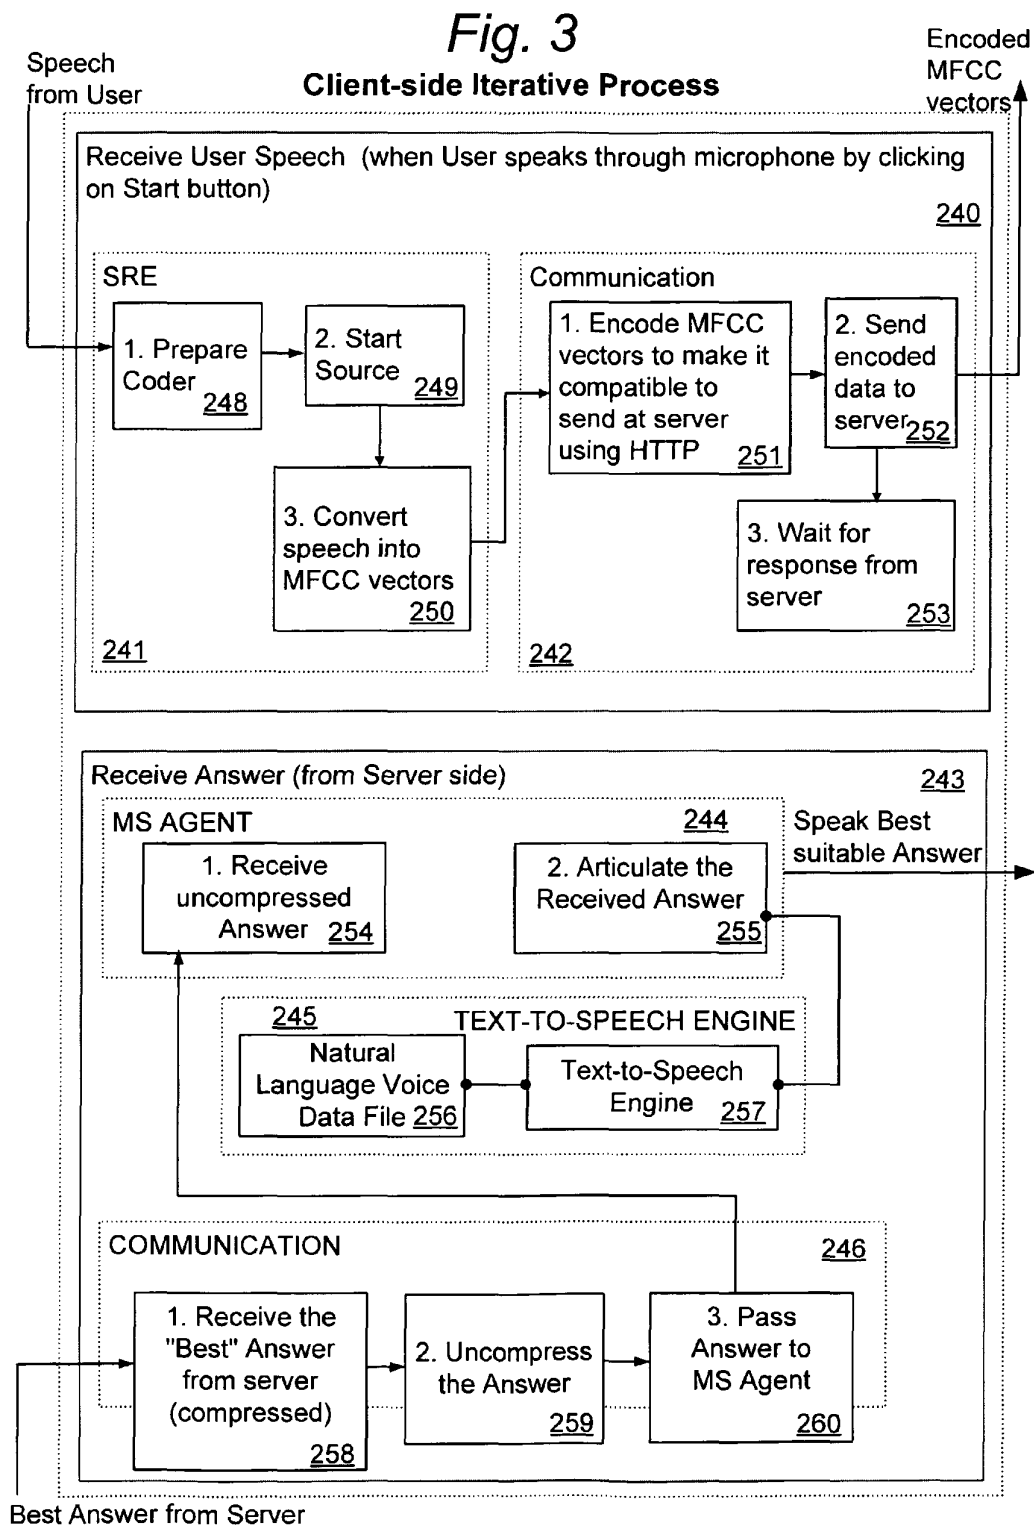 Fig. 3
Client-side Iterative Process
Speech
from User
Encoded
MFCC
vectors
Receive User Speech (when User speaks through microphone by clicking
on Start button)
240
SRE
1. Prepare
Coder
248
2. Start
Source
249
3. Convert
speech into
MFCC vectors
250
241
Communication
1. Encode MFCC
vectors to make it
compatible to
send at server
using HTTP
251
2. Send
encoded
data to
server
252
3. Wait for
response from
server
253
242
Receive Answer (from Server side)
243
MS AGENT
244
1. Receive
uncompressed
Answer
254
2. Articulate the
Received Answer
255
Speak Best
suitable Answer
245
TEXT-TO-SPEECH ENGINE
Natural
Language Voice
Data File
256
Text-to-Speech
Engine
257
COMMUNICATION
246
1. Receive the
"Best" Answer
from server
(compressed)
258
2. Uncompress
the Answer
259
3. Pass
Answer to
MS Agent
260
Best Answer from Server